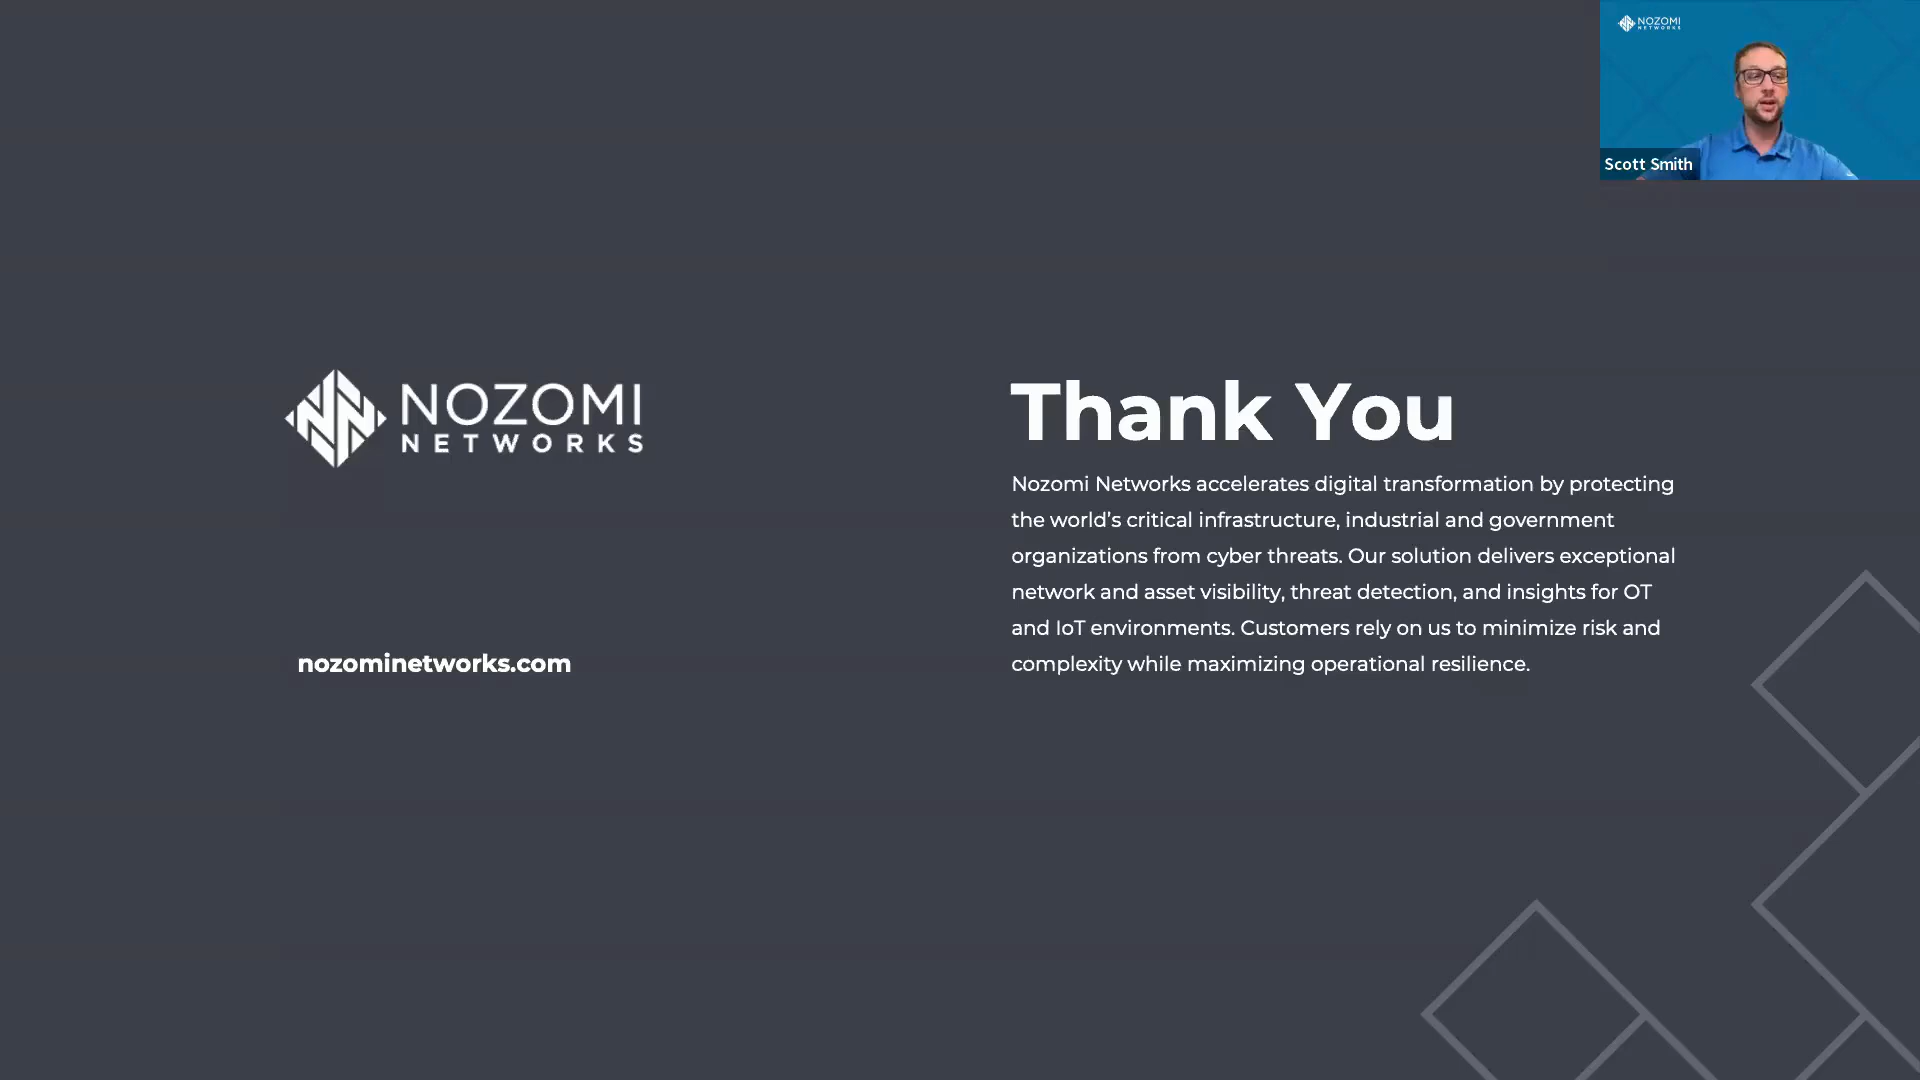 NOZOMI
NETWORKS
Scott Smith
NOZOMI
NETWORKS
nozominetworks.com
Thank You
Nozomi Networks accelerates digital transformation by protecting
the world’s critical infrastructure, industrial and government
organizations from cyber threats. Our solution delivers exceptional
network and asset visibility, threat detection, and insights for OT
and IoT environments. Customers rely on us to minimize risk and
complexity while maximizing operational resilience.